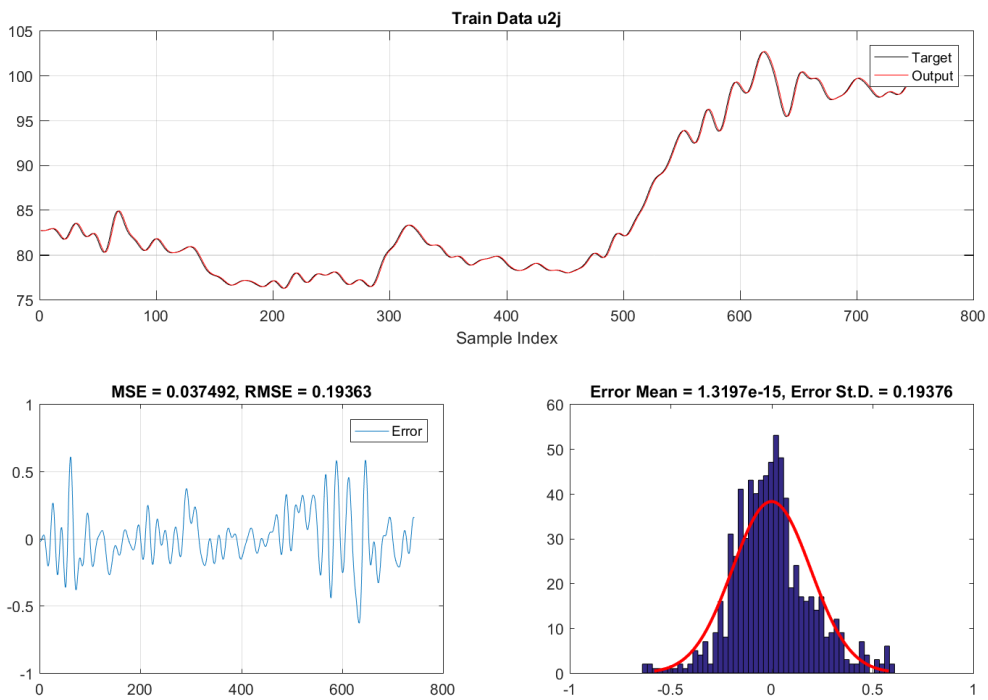 Train Data u2j
105
100
95
90
85
80
75
Target
Output
0 100 200 300 400 500 600 700 800
Sample Index
MSE = 0.037492, RMSE = 0.19363
1
0.5
0
-0.5
-1
Error
0 200 400 600 800
Error Mean = 1.3197e-15, Error St.D. = 0.19376
60
50
40
30
20
10
0
-1 -0.5 0 0.5 1